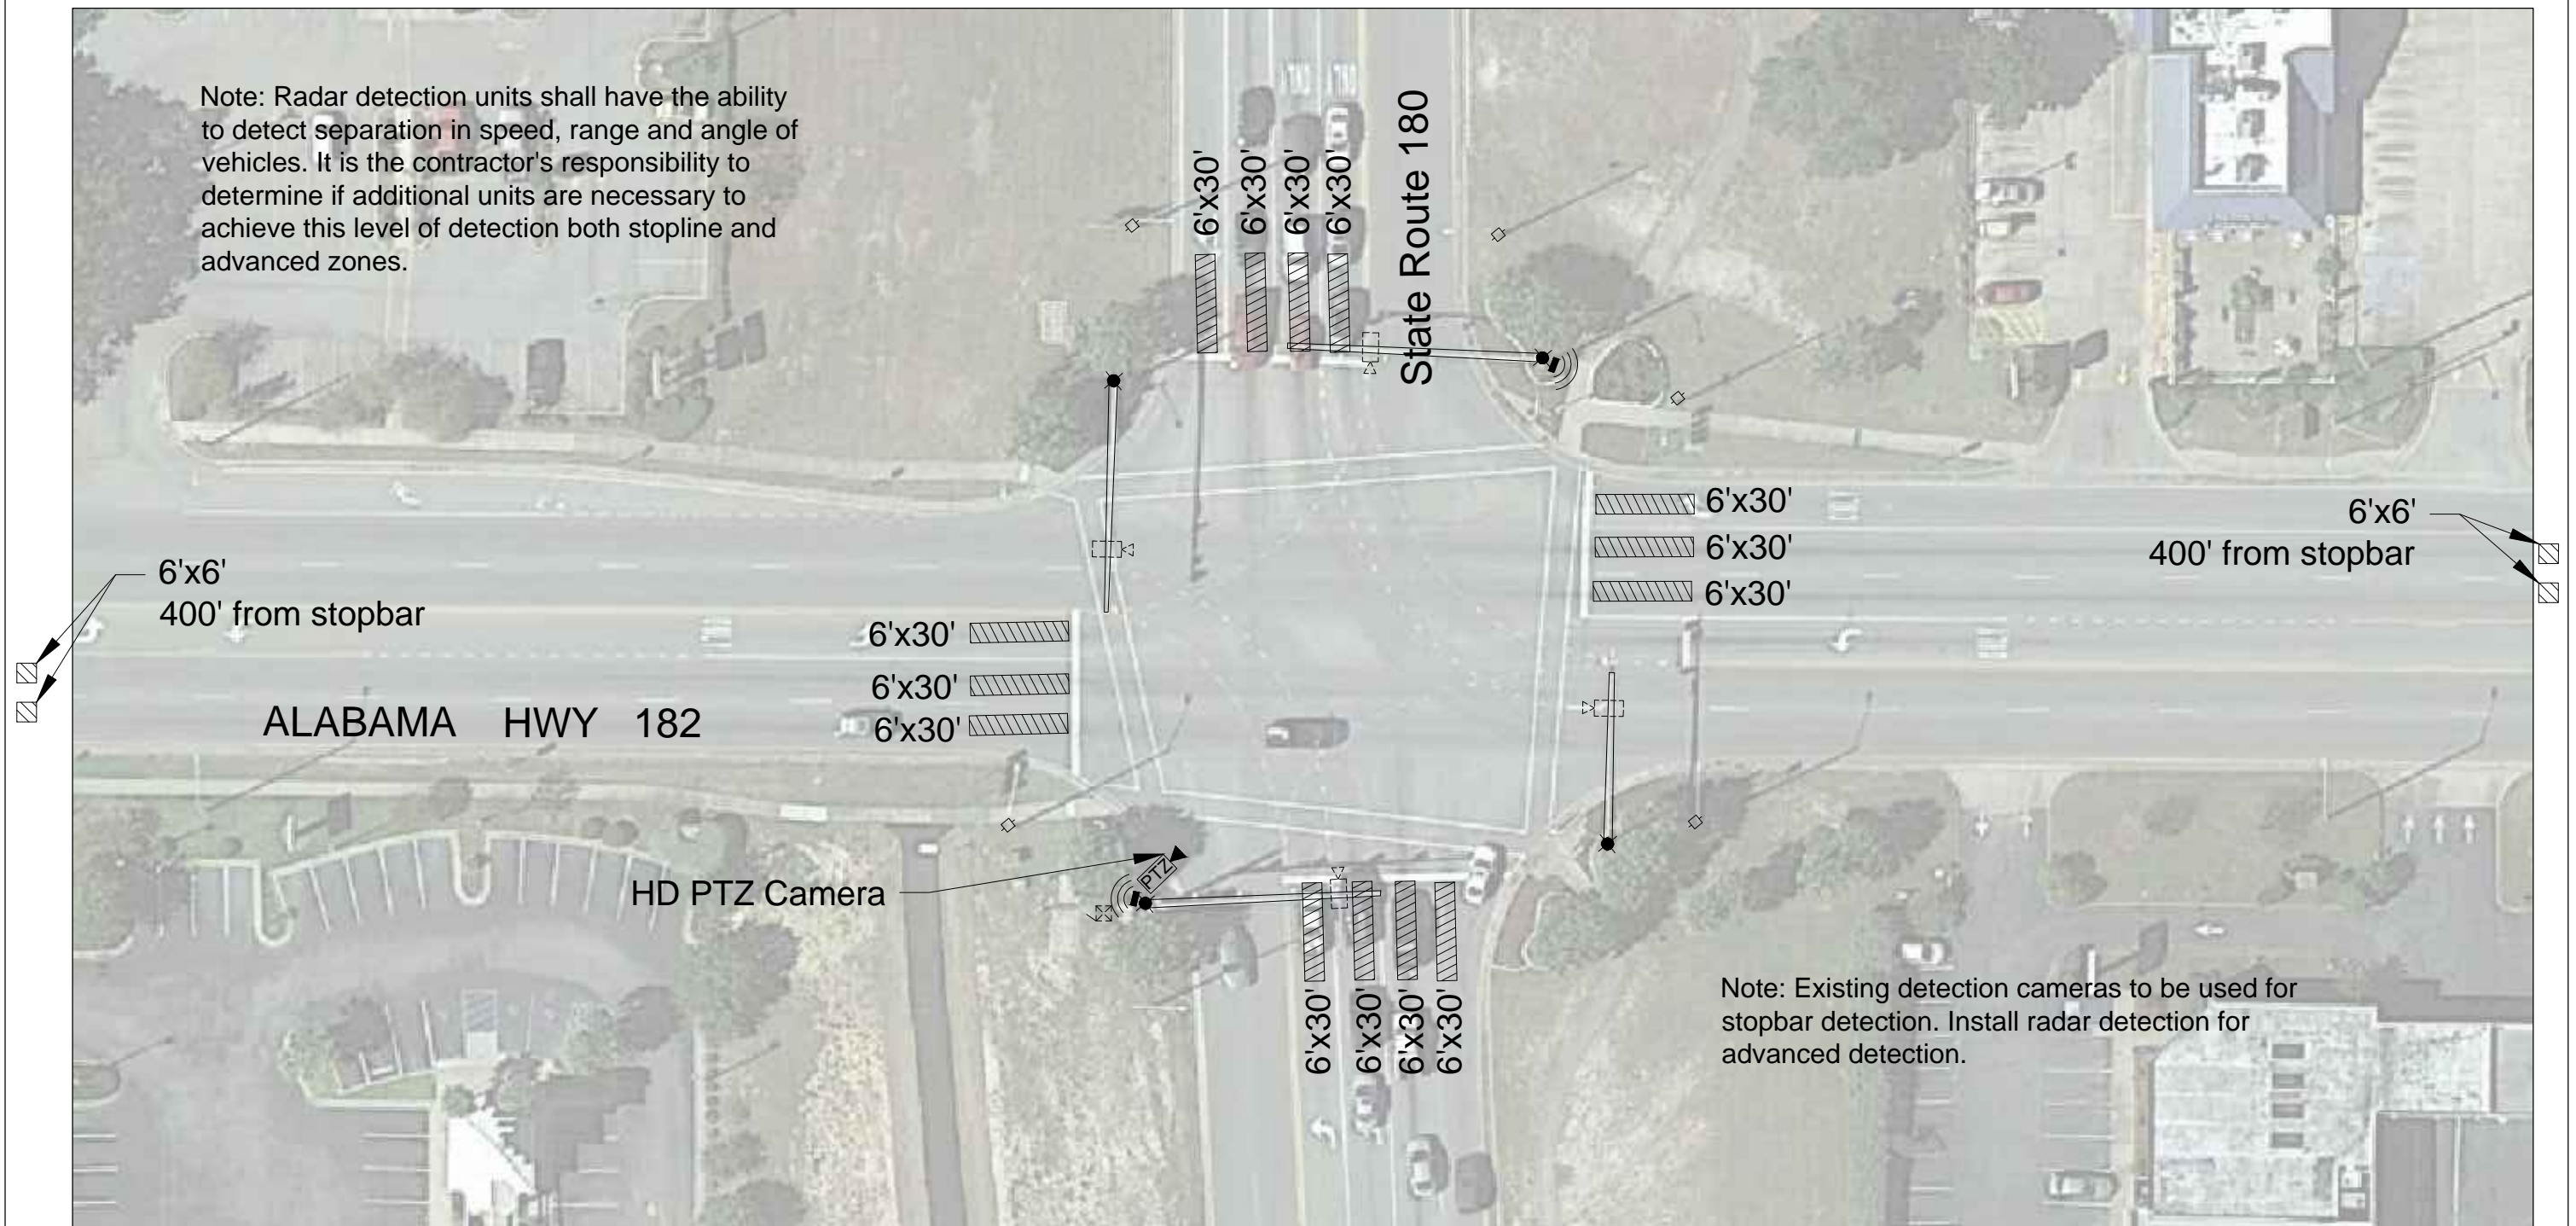 Note: Radar detection units shall have the ability
to detect separation in speed, range and angle of
vehicles. It is the contractor's responsibility to
determine if additional units are necessary to
achieve this level of detection both stopline and
advanced zones.
6'x30'
6'x30'
6'x30'
6'x30'
State Route 180
6'x30'
6'x30'
6'x30'
6'x6'
400' from stopbar
6'x6'
400' from stopbar
6'x30'
6'x30'
6'x30'
ALABAMA HWY 182
HD PTZ Camera
PTZ
6'x30'
6'x30'
6'x30'
6'x30'
Note: Existing detection cameras to be used for
stopbar detection. Install radar detection for
advanced detection.